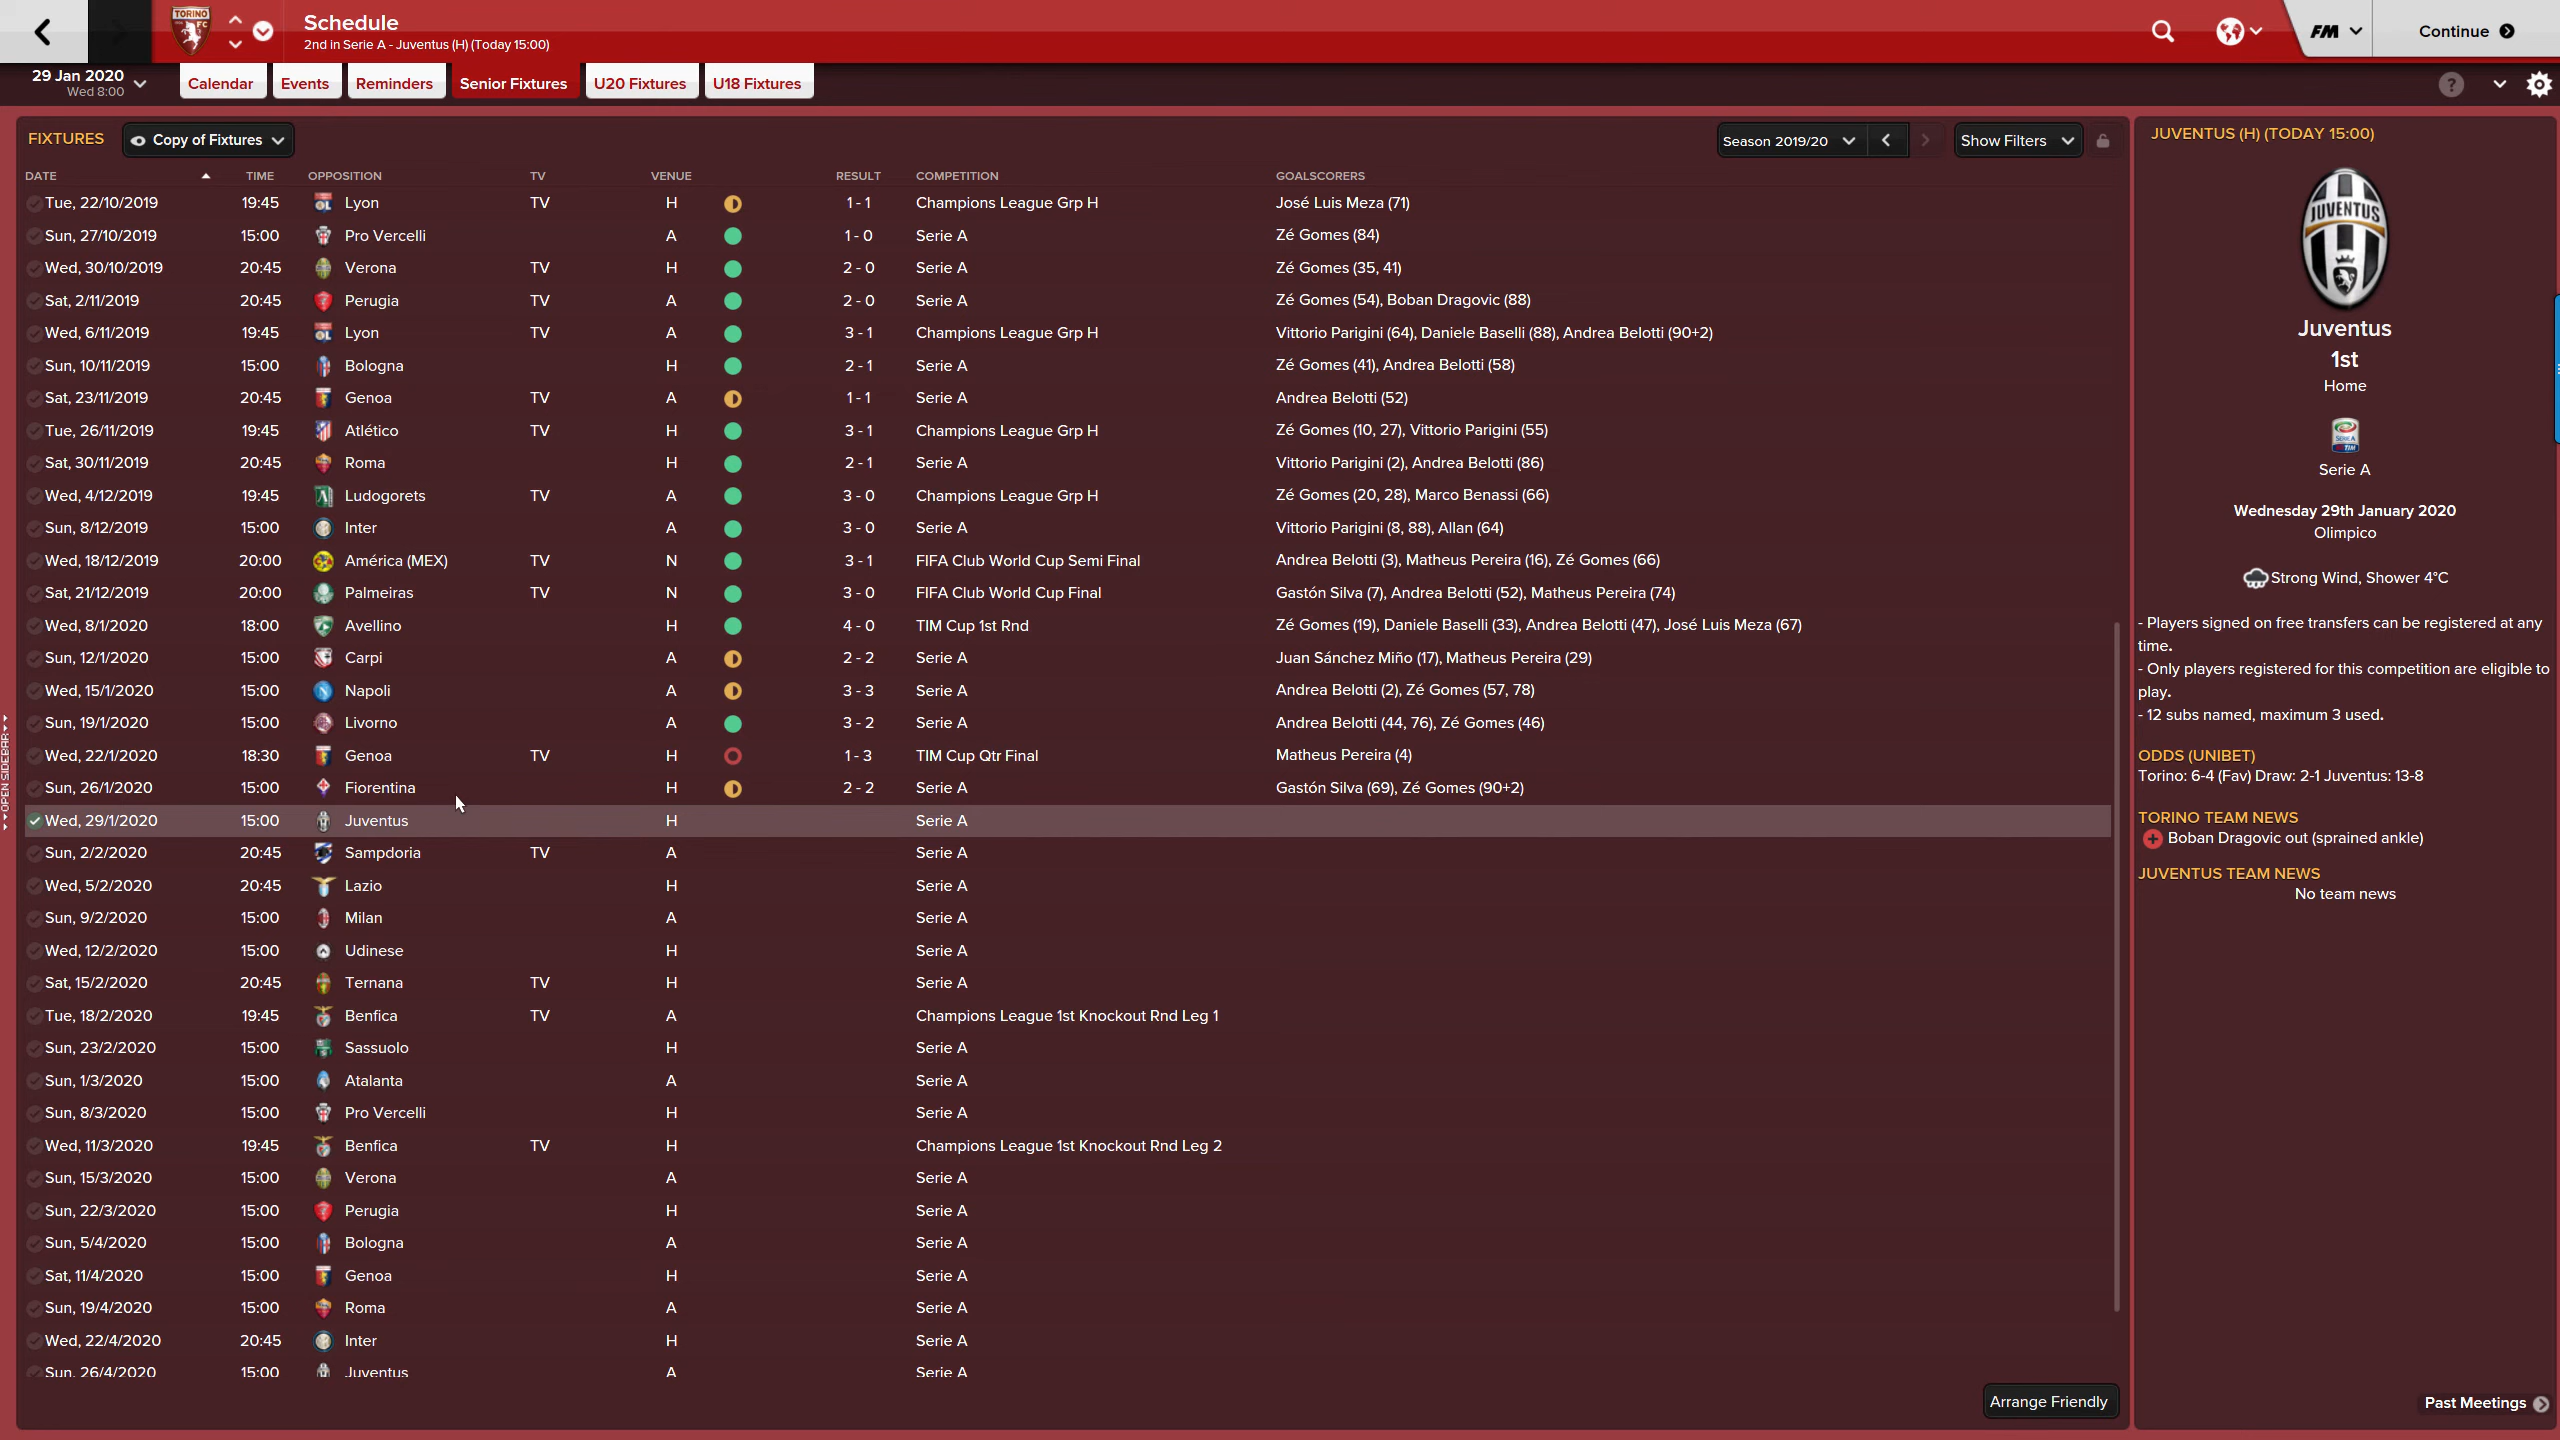 TORINO FC
Schedule
2nd in Serie A - Juventus (H) (Today 15:00)
FM
Continue
29 Jan 2020
Wed 8:00
Calendar Events Reminders Senior Fixtures U20 Fixtures U18 Fixtures
?
FIXTURES Copy of Fixtures Season 2019/20 Show Filters
DATE TIME OPPOSITION TV VENUE RESULT COMPETITION GOALSCORERS
Tue, 22/10/2019 19:45 Lyon TV H 1 - 1 Champions League Grp H José Luis Meza (71)
Sun, 27/10/2019 15:00 Pro Vercelli A 1 - 0 Serie A Zé Gomes (84)
Wed, 30/10/2019 20:45 Verona TV H 2 - 0 Serie A Zé Gomes (35, 41)
Sat, 2/11/2019 20:45 Perugia TV A 2 - 0 Serie A Zé Gomes (54), Boban Dragovic (88)
Wed, 6/11/2019 19:45 Lyon TV A 3 - 1 Champions League Grp H Vittorio Parigini (64), Daniele Baselli (88), Andrea Belotti (90+2)
Sun, 10/11/2019 15:00 Bologna H 2 - 1 Serie A Zé Gomes (41), Andrea Belotti (58)
Sat, 23/11/2019 20:45 Genoa TV A 1 - 1 Serie A Andrea Belotti (52)
Tue, 26/11/2019 19:45 Atlético TV H 3 - 1 Champions League Grp H Zé Gomes (10, 27), Vittorio Parigini (55)
Sat, 30/11/2019 20:45 Roma H 2 - 1 Serie A Vittorio Parigini (2), Andrea Belotti (86)
Wed, 4/12/2019 19:45 Ludogorets TV A 3 - 0 Champions League Grp H Zé Gomes (20, 28), Marco Benassi (66)
Sun, 8/12/2019 15:00 Inter A 3 - 0 Serie A Vittorio Parigini (8, 88), Allan (64)
Wed, 18/12/2019 20:00 América (MEX) TV N 3 - 1 FIFA Club World Cup Semi Final Andrea Belotti (3), Matheus Pereira (16), Zé Gomes (66)
Sat, 21/12/2019 20:00 Palmeiras TV N 3 - 0 FIFA Club World Cup Final Gastón Silva (7), Andrea Belotti (52), Matheus Pereira (74)
Wed, 8/1/2020 18:00 Avellino H 4 - 0 TIM Cup 1st Rnd Zé Gomes (19), Daniele Baselli (33), Andrea Belotti (47), José Luis Meza (67)
Sun, 12/1/2020 15:00 Carpi A 2 - 2 Serie A Juan Sánchez Miño (17), Matheus Pereira (29)
Wed, 15/1/2020 15:00 Napoli A 3 - 3 Serie A Andrea Belotti (2), Zé Gomes (57, 78)
Sun, 19/1/2020 15:00 Livorno A 3 - 2 Serie A Andrea Belotti (44, 76), Zé Gomes (46)
Wed, 22/1/2020 18:30 Genoa TV H 1 - 3 TIM Cup Qtr Final Matheus Pereira (4)
Sun, 26/1/2020 15:00 Fiorentina H 2 - 2 Serie A Gastón Silva (69), Zé Gomes (90+2)
Wed, 29/1/2020 15:00 Juventus H Serie A
Sun, 2/2/2020 20:45 Sampdoria TV A Serie A
Wed, 5/2/2020 20:45 Lazio H Serie A
Sun, 9/2/2020 15:00 Milan A Serie A
Wed, 12/2/2020 15:00 Udinese H Serie A
Sat, 15/2/2020 20:45 Ternana TV H Serie A
Tue, 18/2/2020 19:45 Benfica TV A Champions League 1st Knockout Rnd Leg 1
Sun, 23/2/2020 15:00 Sassuolo H Serie A
Sun, 1/3/2020 15:00 Atalanta A Serie A
Sun, 8/3/2020 15:00 Pro Vercelli H Serie A
Wed, 11/3/2020 19:45 Benfica TV H Champions League 1st Knockout Rnd Leg 2
Sun, 15/3/2020 15:00 Verona A Serie A
Sun, 22/3/2020 15:00 Perugia H Serie A
Sun, 5/4/2020 15:00 Bologna A Serie A
Sat, 11/4/2020 15:00 Genoa H Serie A
Sun, 19/4/2020 15:00 Roma A Serie A
Wed, 22/4/2020 20:45 Inter H Serie A
Sun, 26/4/2020 15:00 Juventus A Serie A
Arrange Friendly
OPEN SIDEBAR
JUVENTUS (H) (TODAY 15:00)
JUVENTUS
Juventus
1st
Home
SERIE A
TIM
Serie A
Wednesday 29th January 2020
Olimpico
Strong Wind, Shower 4°C
- Players signed on free transfers can be registered at any
time.
- Only players registered for this competition are eligible to
play.
- 12 subs named, maximum 3 used.
ODDS (UNIBET)
Torino: 6-4 (Fav) Draw: 2-1 Juventus: 13-8
TORINO TEAM NEWS
Boban Dragovic out (sprained ankle)
JUVENTUS TEAM NEWS
No team news
Past Meetings